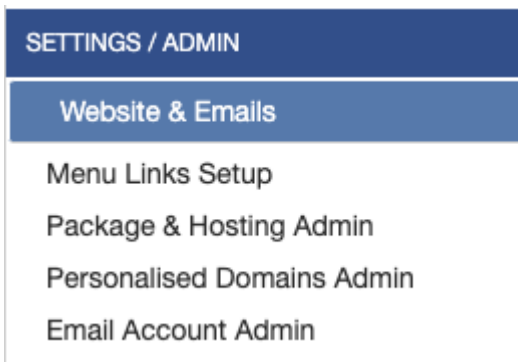 SETTINGS / ADMIN
Website & Emails
Menu Links Setup
Package & Hosting Admin
Personalised Domains Admin
Email Account Admin